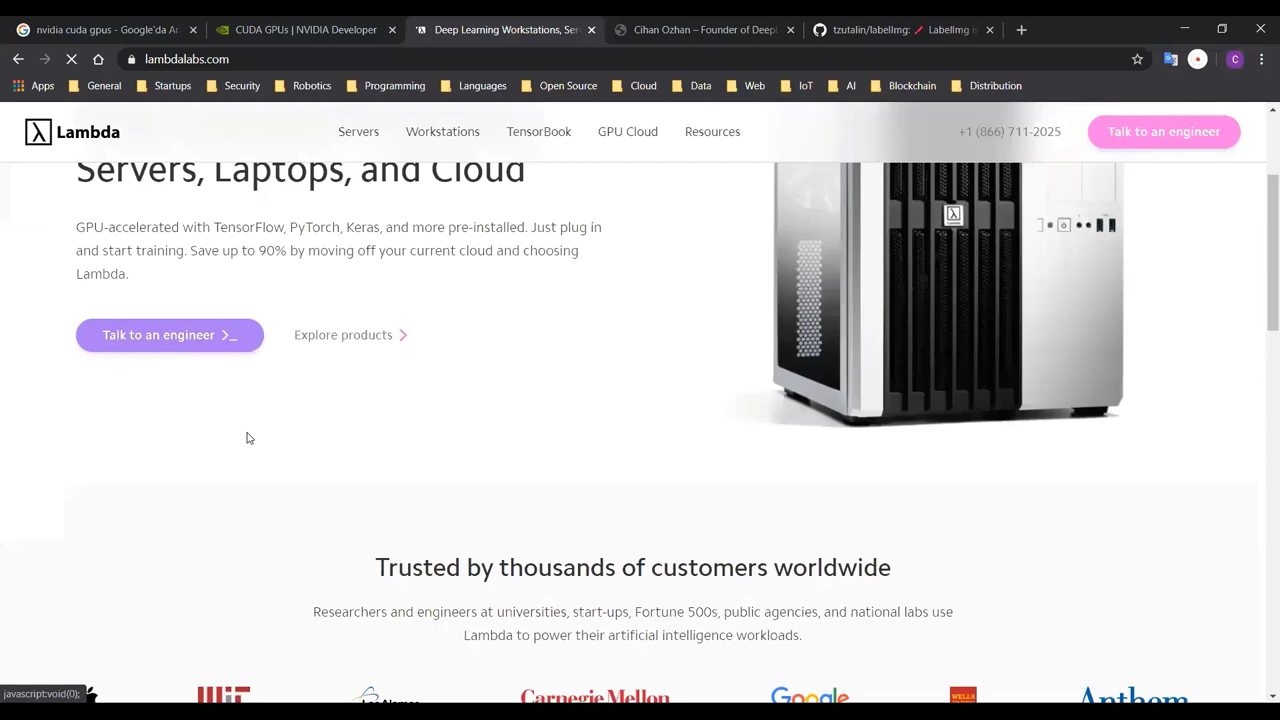 nvidia cuda gpus - Google'da Ar
CUDA GPUs | NVIDIA Developer
Deep Learning Workstations, Ser
Cihan Ozhan – Founder of DeepL
tzutalin/labelImg: 🖍️ LabelImg is
lambdalabs.com
C
Apps
General
Startups
Security
Robotics
Programming
Languages
Open Source
Cloud
Data
Web
IoT
AI
Blockchain
Distribution
Lambda
Servers
Workstations
TensorBook
GPU Cloud
Resources
+1 (866) 711-2025
Talk to an engineer
Servers, Laptops, and Cloud
GPU-accelerated with TensorFlow, PyTorch, Keras, and more pre-installed. Just plug in
and start training. Save up to 90% by moving off your current cloud and choosing
Lambda.
Talk to an engineer >_
Explore products
Trusted by thousands of customers worldwide
Researchers and engineers at universities, start-ups, Fortune 500s, public agencies, and national labs use
Lambda to power their artificial intelligence workloads.
javascript:void(0);
MIT
Los Alamos
Carnegie Mellon
Google
WELLS
Anthem